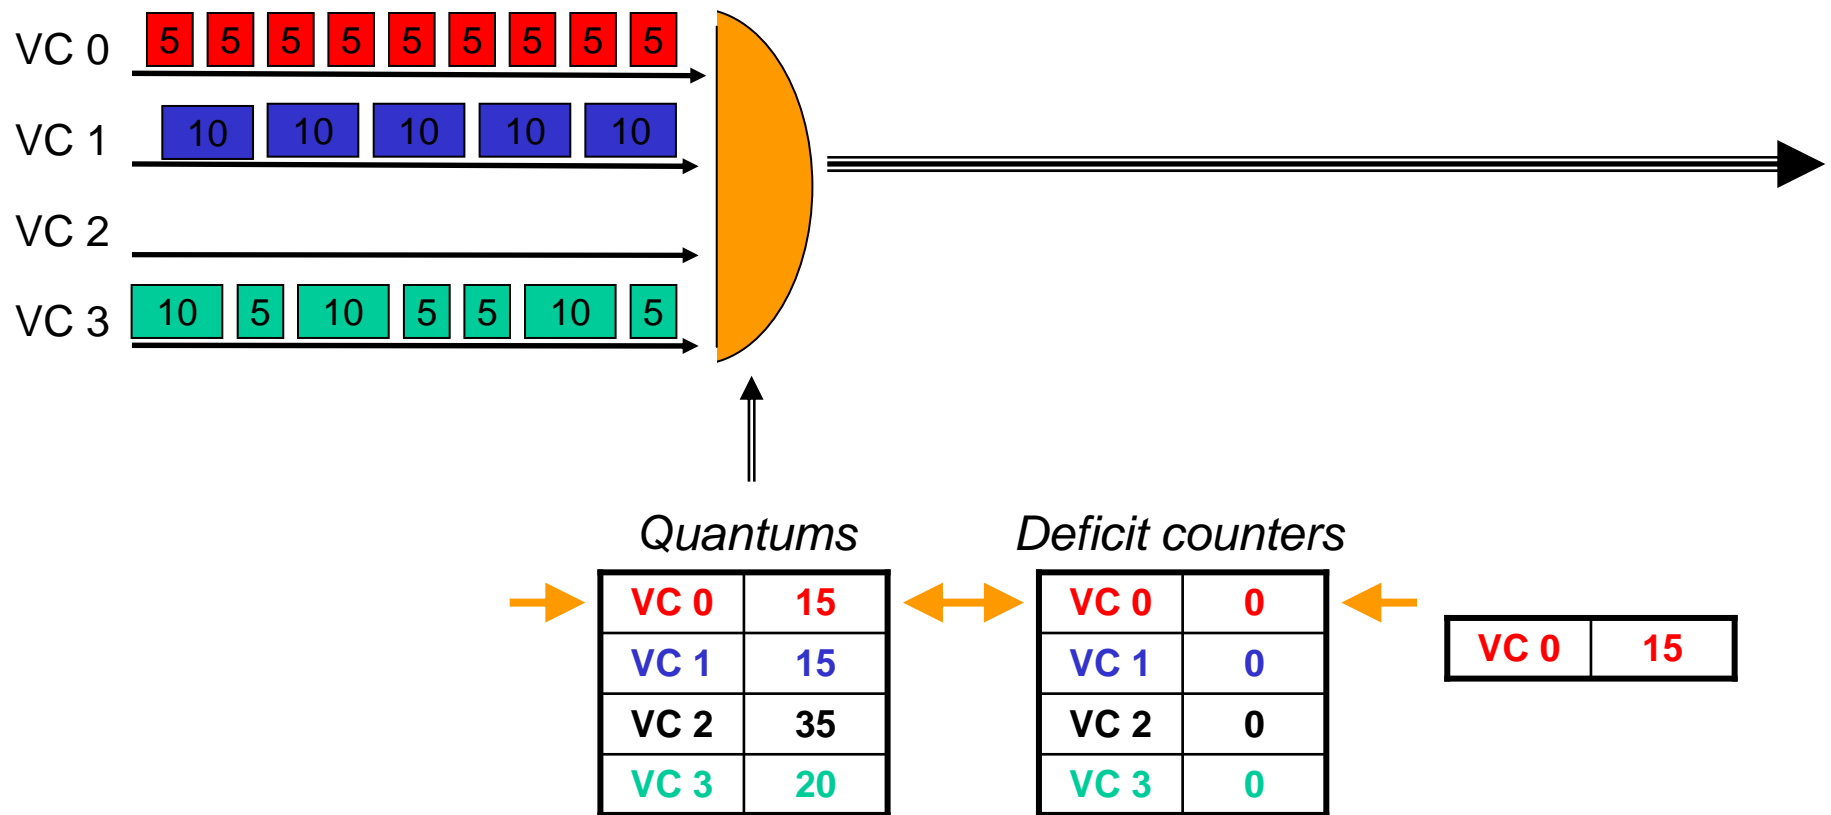 VC 0 5 5 5 5 5 5 5 5 5
VC 1 10 10 10 10 10
VC 2
VC 3 10 5 10 5 5 10 5
Quantums Deficit counters
VC 0 15 VC 0 0
VC 0 15
VC 1 15 VC 1 0
VC 2 35 VC 2 0
VC 3 20 VC 3 0